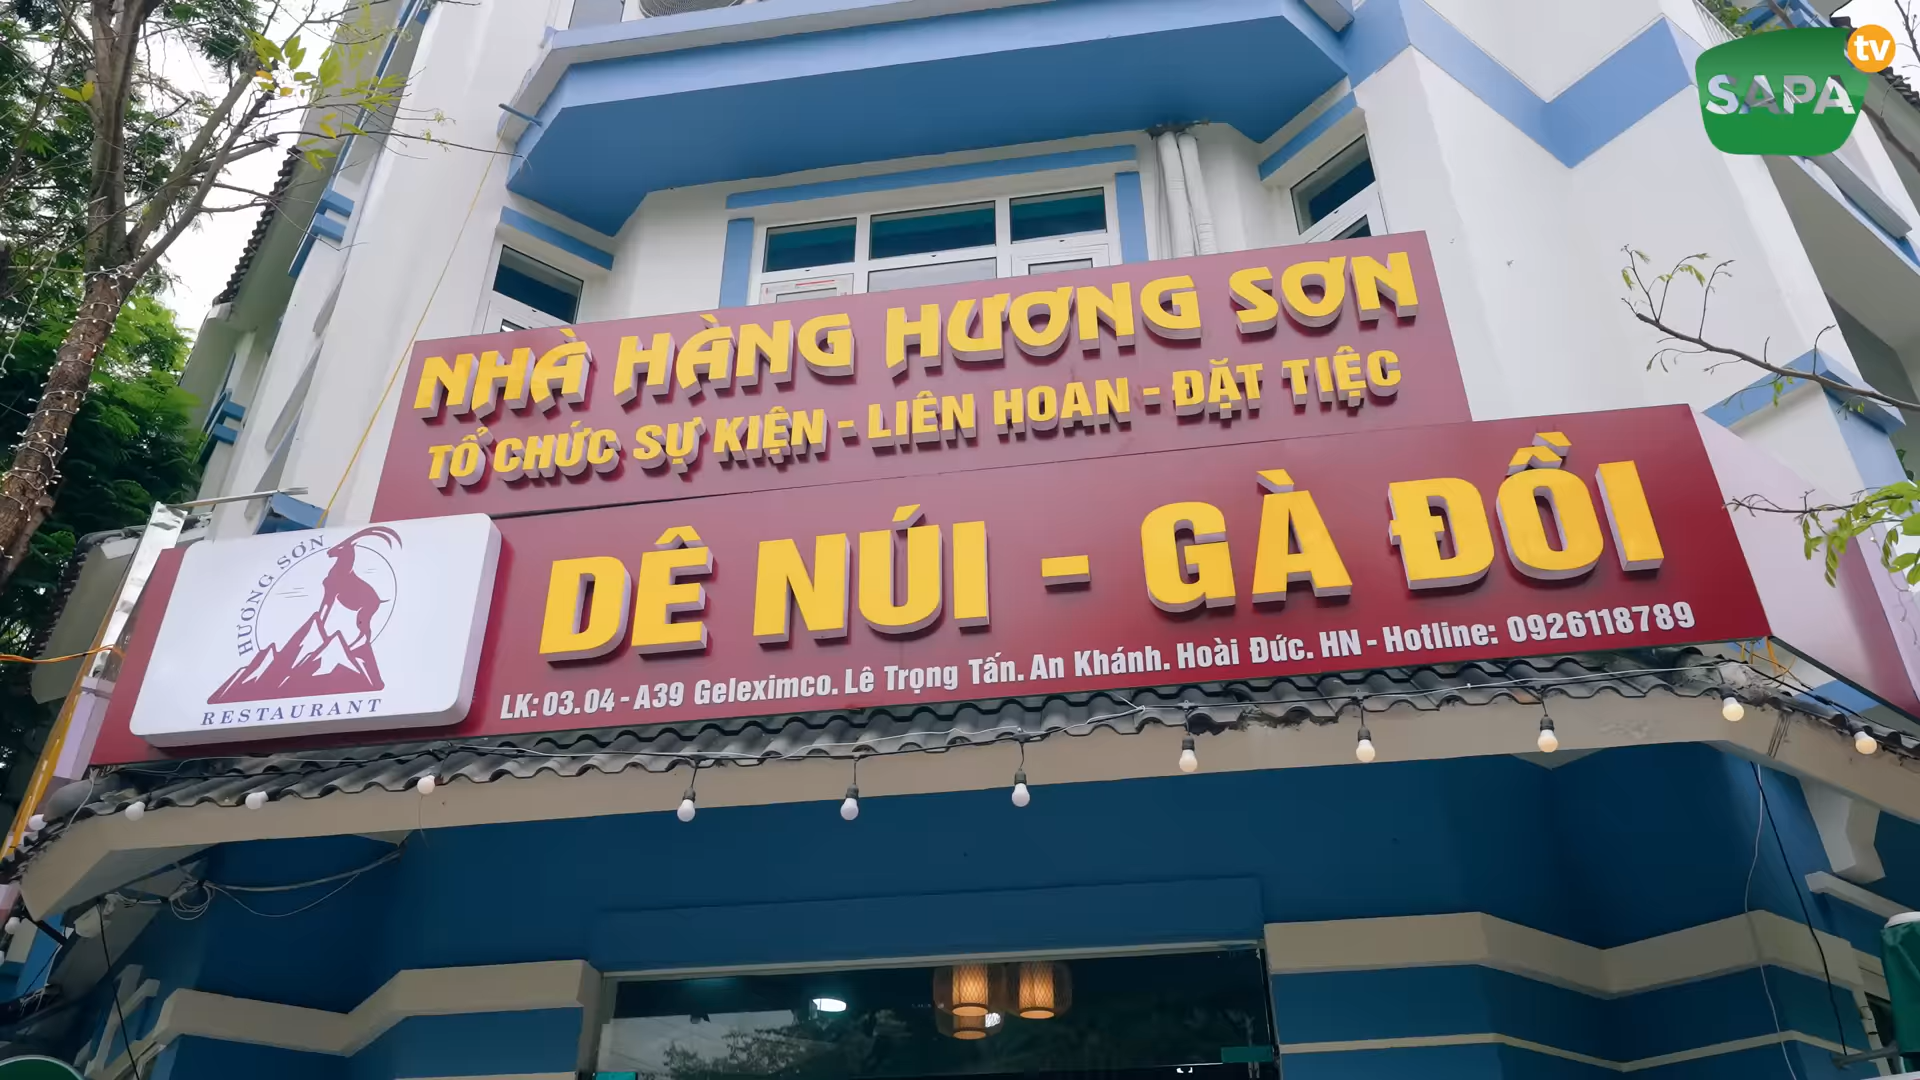 tv
SAPA
NHÀ HÀNG HƯƠNG SƠN
TỔ CHỨC SỰ KIỆN - LIÊN HOAN - ĐẶT TIỆC
HƯƠNG SƠN
RESTAURANT
DÊ NÚI - GÀ ĐỒI
LK: 03.04 - A39 Geleximco. Lê Trọng Tấn. An Khánh. Hoài Đức. HN - Hotline: 0926118789